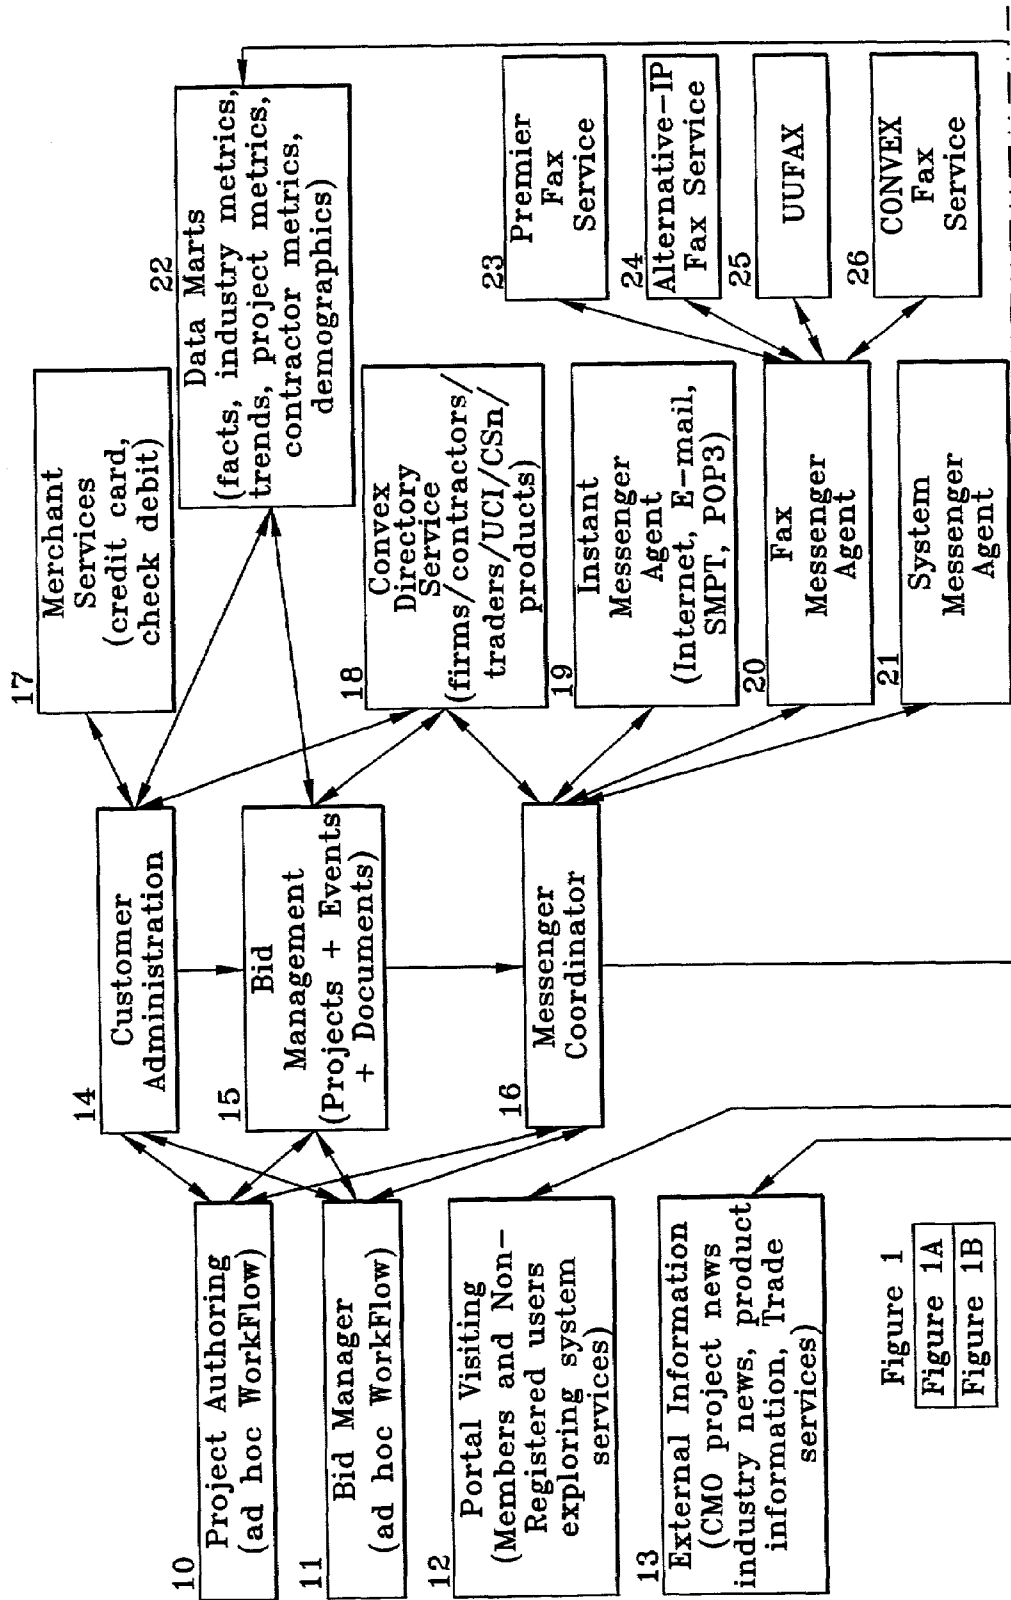 10
Project Authoring
(ad hoc WorkFlow)
11
Bid Manager
(ad hoc WorkFlow)
12
Portal Visiting
(Members and Non-
Registered users
exploring system
services)
13
External Information
(CMO project news
industry news, product
information, Trade
services)
Figure 1
Figure 1A
Figure 1B
14
Customer
Administration
15
Bid
Management
(Projects + Events
+ Documents)
16
Messenger
Coordinator
17
Merchant
Services
(credit card,
check debit)
22
Data Marts
(facts, industry metrics,
trends, project metrics,
contractor metrics,
demographics)
18
Convex
Directory
Service
(firms/contractors/
traders/UCI/CSn/
products)
19
Instant
Messenger
Agent
(Internet, E-mail,
SMPT, POP3)
20
Fax
Messenger
Agent
21
System
Messenger
Agent
23
Premier
Fax
Service
24
Alternative-IP
Fax Service
25
UUFAX
26
CONVEX
Fax
Service